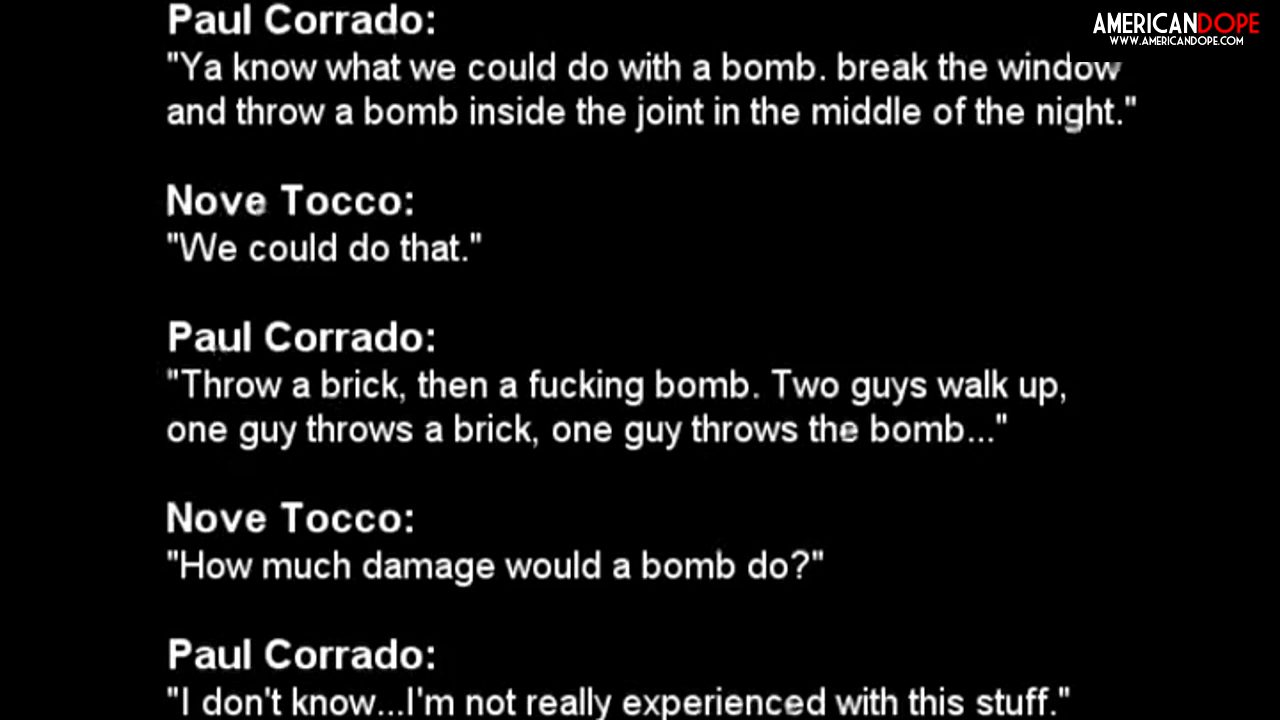 AMERICANDOPE
WWW.AMERICANDOPE.COM
Paul Corrado:
"Ya know what we could do with a bomb. break the window
and throw a bomb inside the joint in the middle of the night."
Nove Tocco:
"We could do that."
Paul Corrado:
"Throw a brick, then a fucking bomb. Two guys walk up,
one guy throws a brick, one guy throws the bomb..."
Nove Tocco:
"How much damage would a bomb do?"
Paul Corrado:
"I don't know...I'm not really experienced with this stuff."